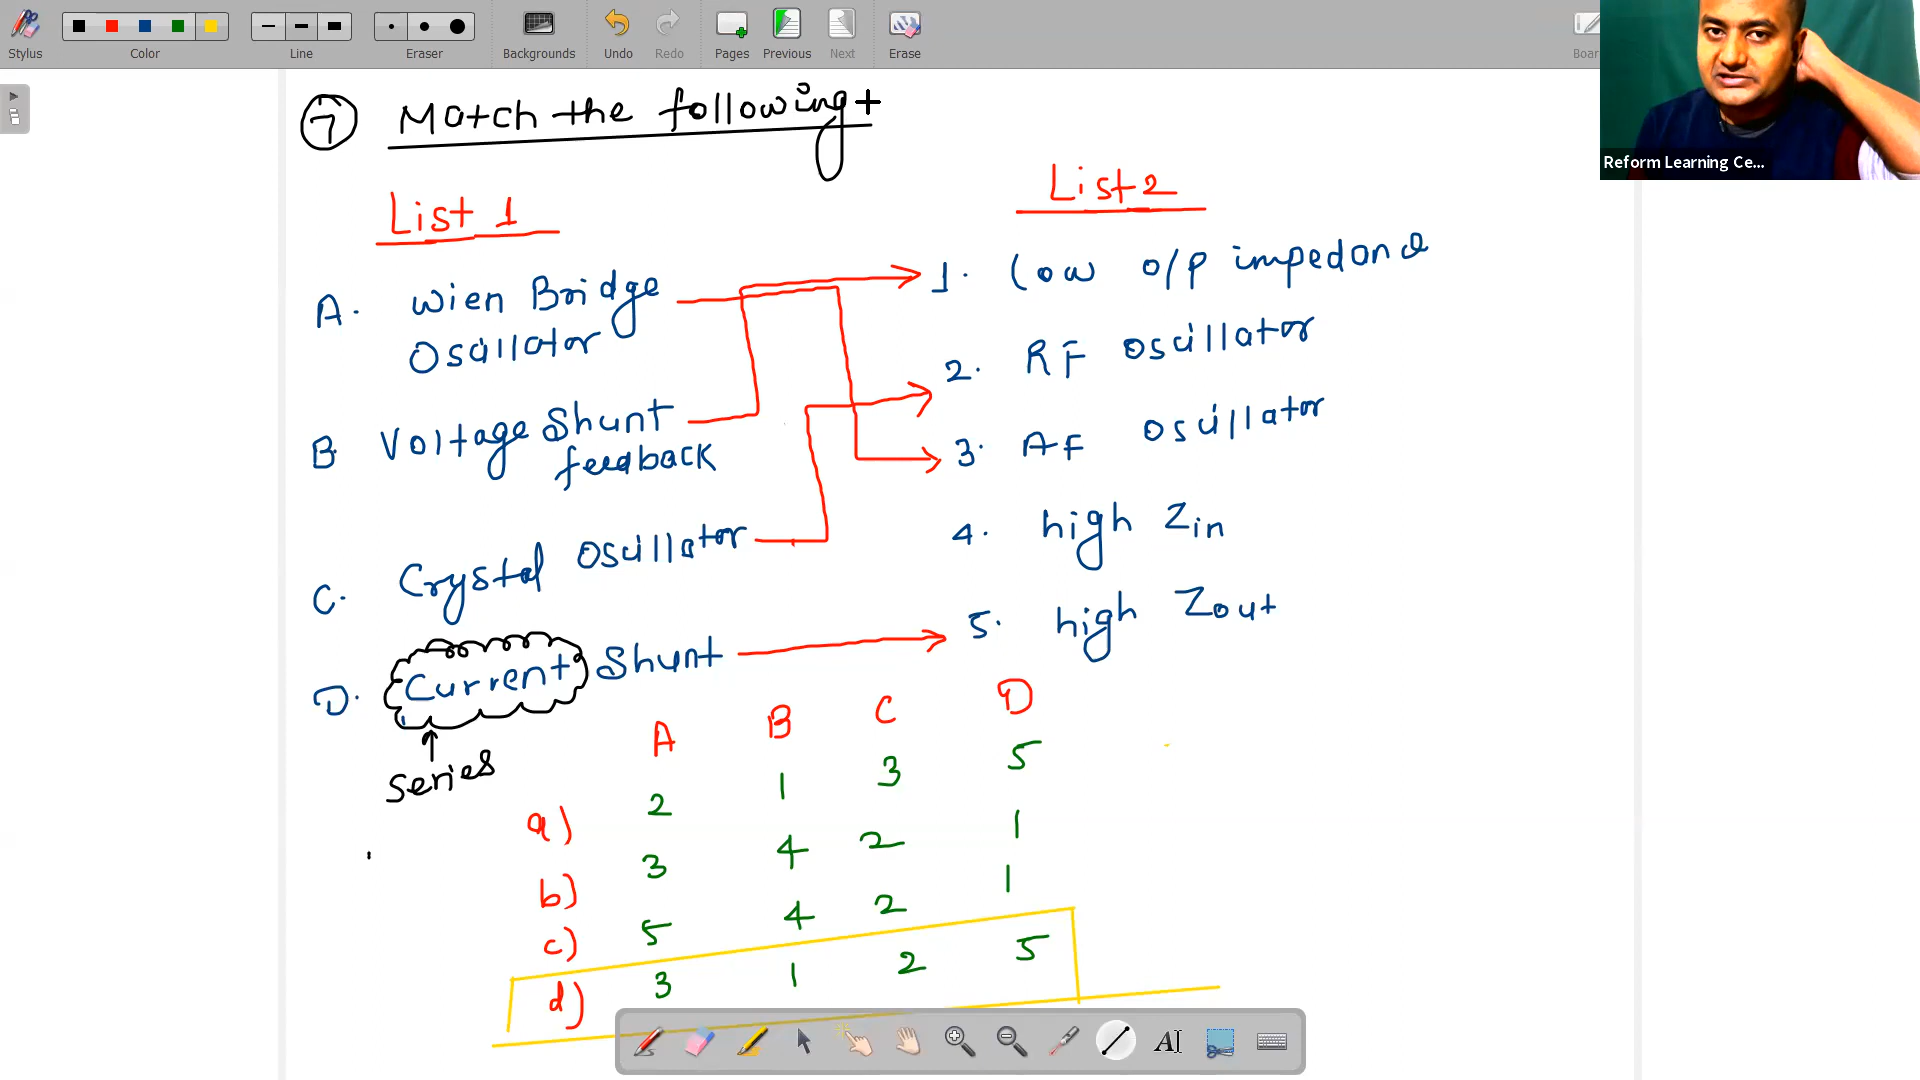 Stylus
Color
Line
Eraser
Backgrounds
Undo
Redo
Pages
Previous
Next
Erase
Boar
Reform Learning Ce...
7 Match the following +
List 1
List 2
A. Wien Bridge
Oscillator
B. Voltage Shunt
feedback
C. Crystal Oscillator
D. Current Shunt
series
1. Low o/p impedance
2. RF Oscillator
3. AF Oscillator
4. high Zin
5. high Zout
A B C D
a) 2 1 3 5
b) 3 4 2 1
c) 5 4 2 1
d) 3 1 2 5
AI